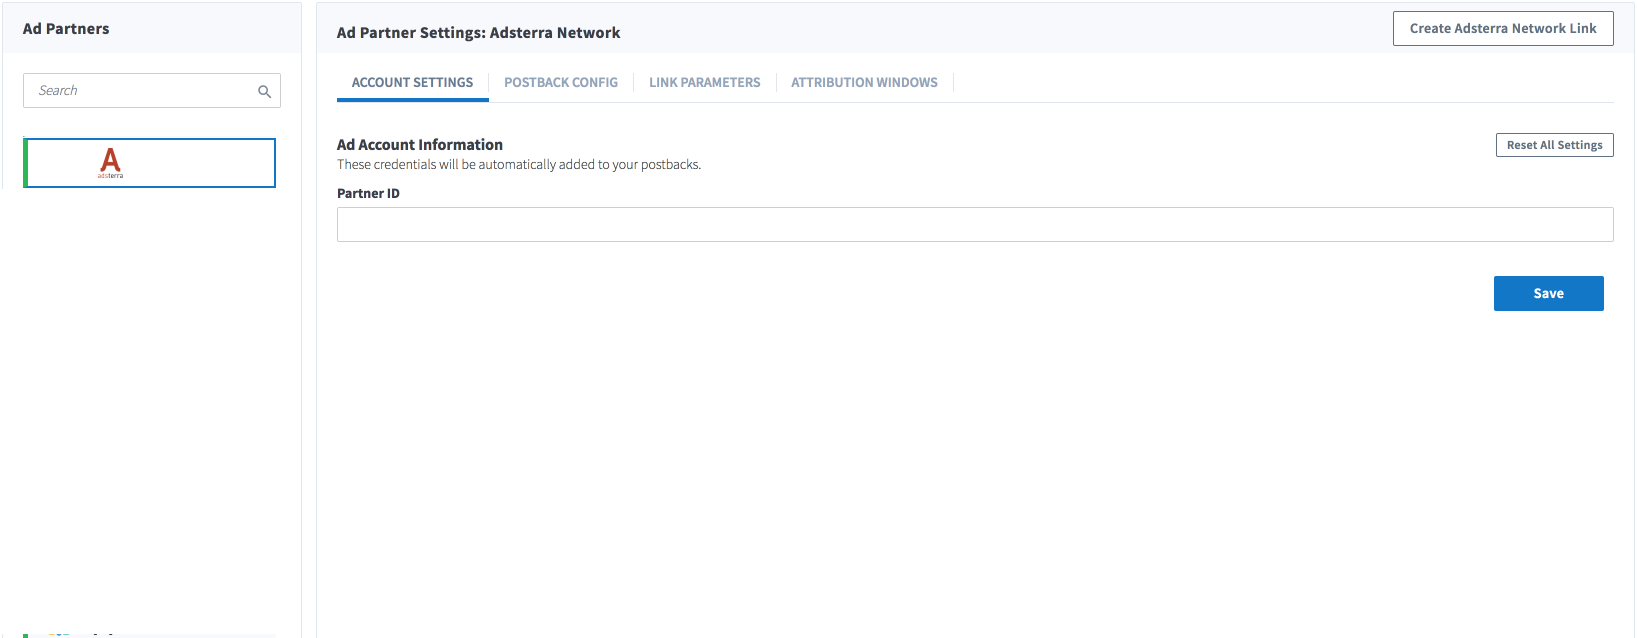 Ad Partners
Search
A
adsterra
Ad Partner Settings: Adsterra Network
Create Adsterra Network Link
ACCOUNT SETTINGS
POSTBACK CONFIG
LINK PARAMETERS
ATTRIBUTION WINDOWS
Ad Account Information
These credentials will be automatically added to your postbacks.
Reset All Settings
Partner ID
Save